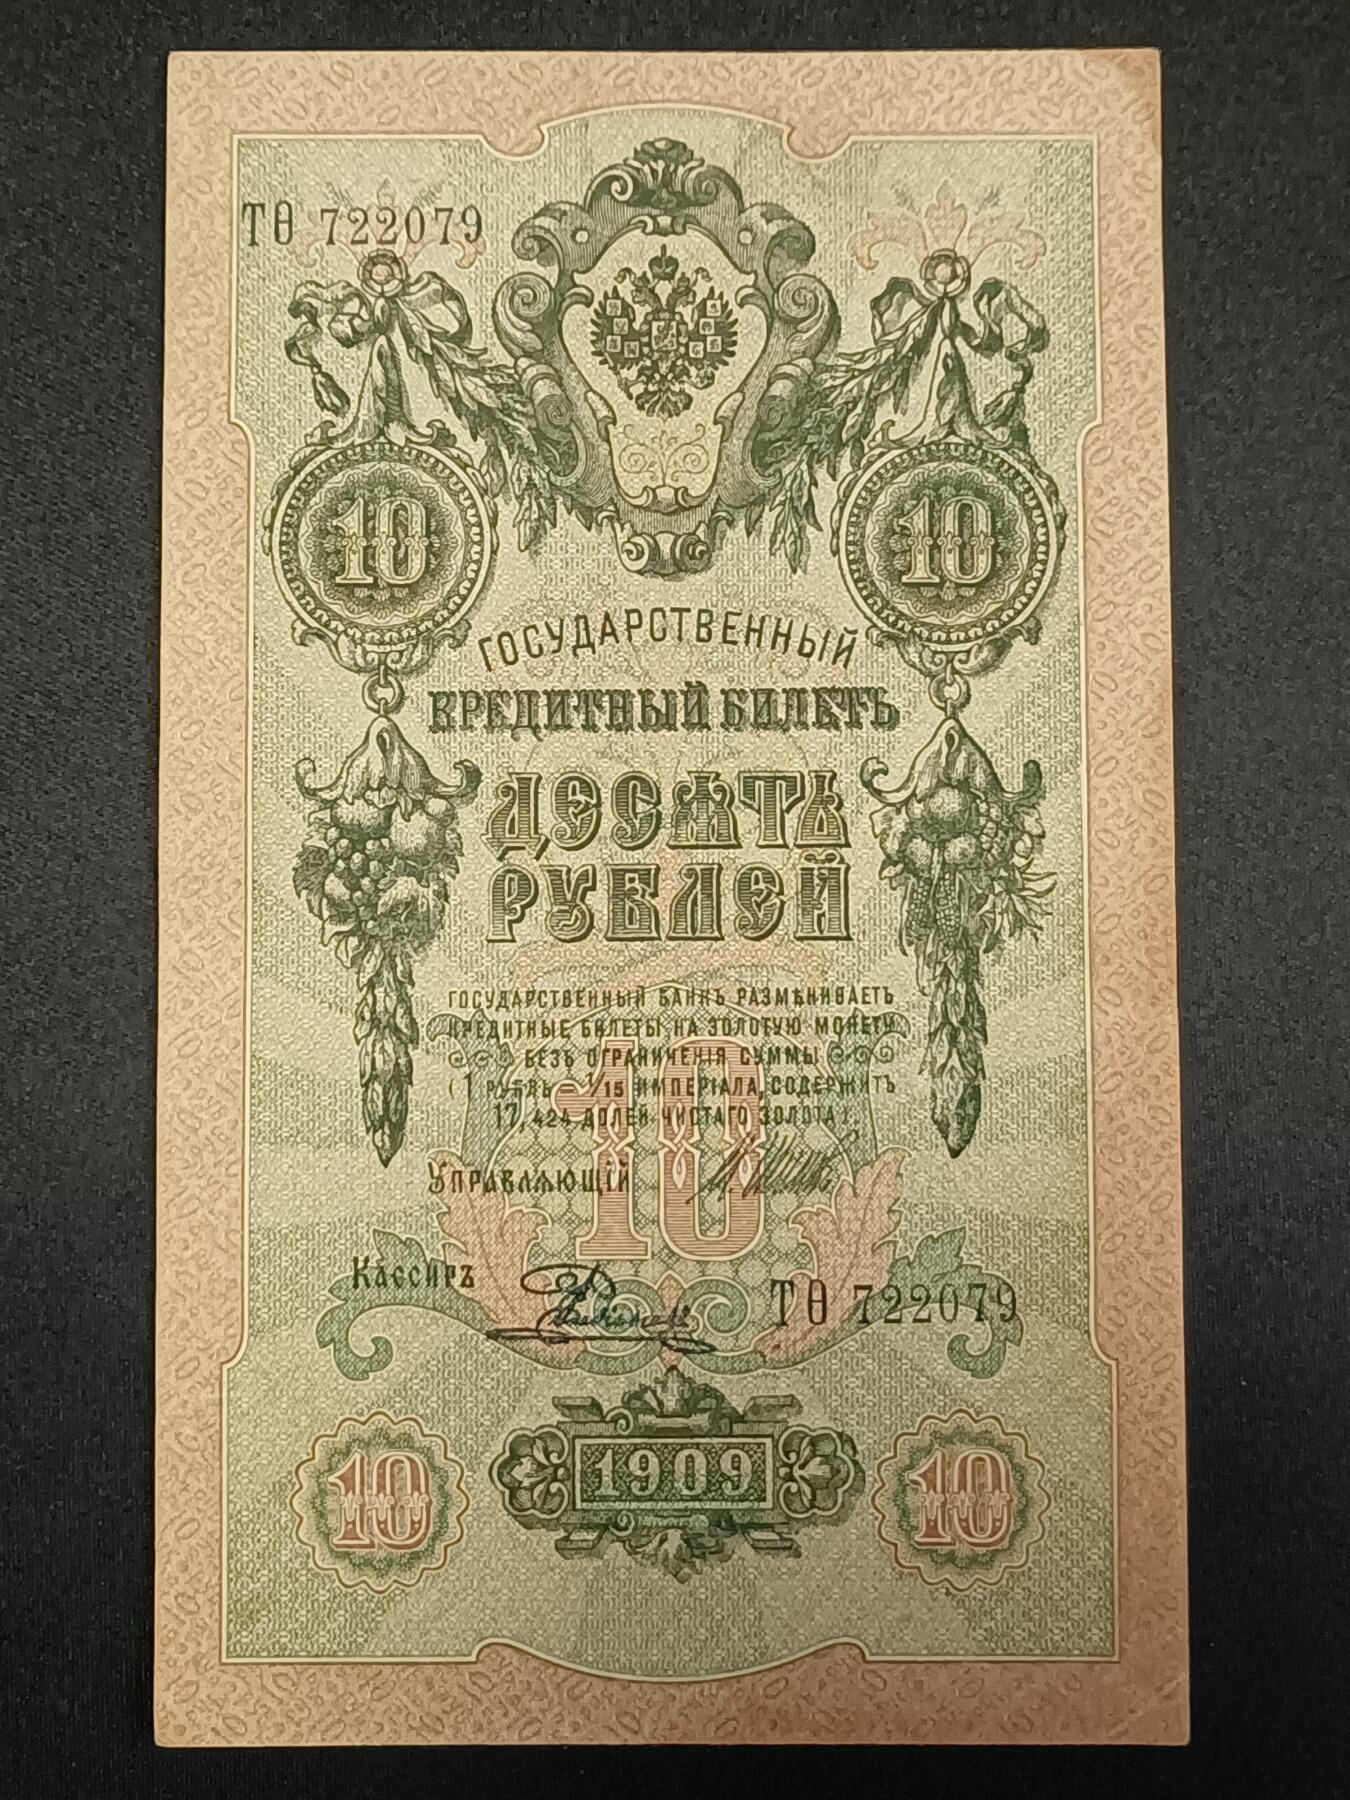 ТѲ 722079
10 10
ГОСУДАРСТВЕННЫЙ
КРЕДИТНЫЙ БИЛЕТЪ
ДЕСЯТЬ
РУБЛЕЙ
ГОСУДАРСТВЕННЫЙ БАНКЪ РАЗМѢНИВАЕТЪ
КРЕДИТНЫЕ БИЛЕТЫ НА ЗОЛОТУЮ МОНЕТУ
БЕЗЪ ОГРАНИЧЕНІЯ СУММЫ
(1 РУБЛЬ = 1/15 ИМПЕРІАЛА, СОДЕРЖИТЪ
17,424 ДОЛЕЙ ЧИСТАГО ЗОЛОТА).
10
УПРАВЛЯЮЩІЙ
КАССИРЪ
ТѲ 722079
10 1909 10